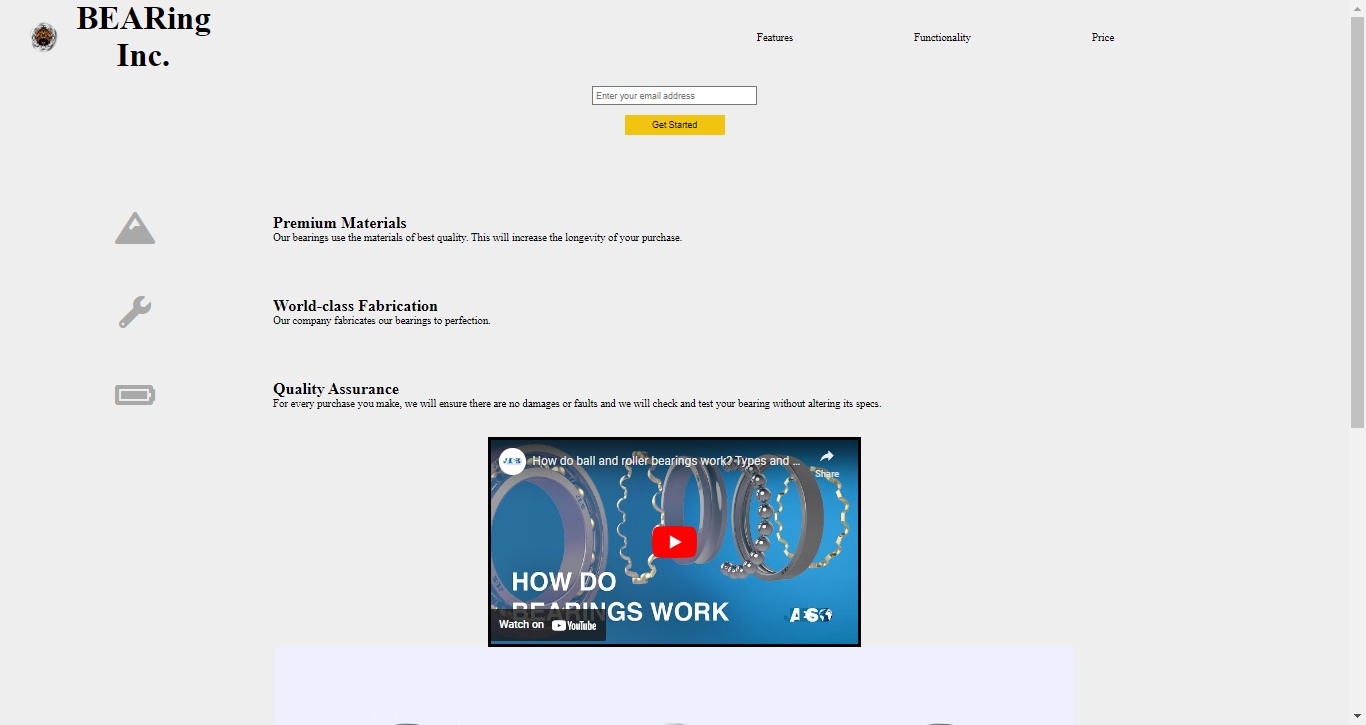 BEARing
Inc.
Features
Functionality
Price
Enter your email address
Get Started
Premium Materials
Our bearings use the materials of best quality. This will increase the longevity of your purchase.
World-class Fabrication
Our company fabricates our bearings to perfection.
Quality Assurance
For every purchase you make, we will ensure there are no damages or faults and we will check and test your bearing without altering its specs.
How do ball and roller bearings work? Types and ...
Share
HOW DO
BEARINGS WORK
Watch on YouTube